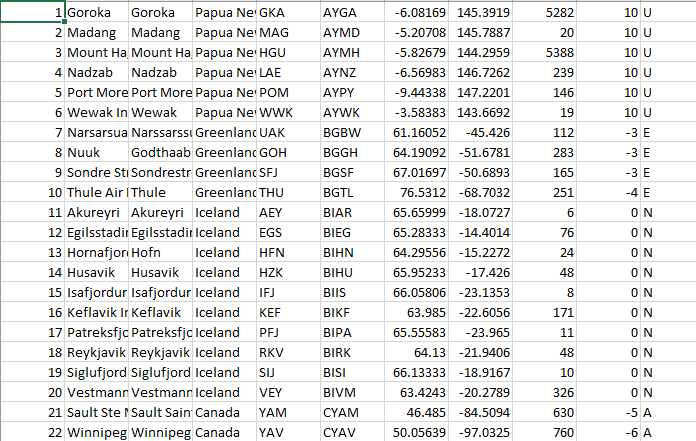 1 Goroka Goroka Papua Nev GKA AYGA -6.08169 145.3919 5282 10 U
2 Madang Madang Papua Nev MAG AYMD -5.20708 145.7887 20 10 U
3 Mount Ha Mount Ha Papua Nev HGU AYMH -5.82679 144.2959 5388 10 U
4 Nadzab Nadzab Papua Nev LAE AYNZ -6.56983 146.7262 239 10 U
5 Port More Port More Papua Nev POM AYPY -9.44338 147.2201 146 10 U
6 Wewak In Wewak Papua Nev WWK AYWK -3.58383 143.6692 19 10 U
7 Narsarsua Narssarssu Greenland UAK BGBW 61.16052 -45.426 112 -3 E
8 Nuuk Godthaab Greenland GOH BGGH 64.19092 -51.6781 283 -3 E
9 Sondre Str Sondrestr Greenland SFJ BGSF 67.01697 -50.6893 165 -3 E
10 Thule Air Thule Greenland THU BGTL 76.5312 -68.7032 251 -4 E
11 Akureyri Akureyri Iceland AEY BIAR 65.65999 -18.0727 6 0 N
12 Egilsstadir Egilsstadir Iceland EGS BIEG 65.28333 -14.4014 76 0 N
13 Hornafjor Hofn Iceland HFN BIHN 64.29556 -15.2272 24 0 N
14 Husavik Husavik Iceland HZK BIHU 65.95233 -17.426 48 0 N
15 Isafjordur Isafjordur Iceland IFJ BIIS 66.05806 -23.1353 8 0 N
16 Keflavik Ir Keflavik Iceland KEF BIKF 63.985 -22.6056 171 0 N
17 Patreksfjo Patreksfjo Iceland PFJ BIPA 65.55583 -23.965 11 0 N
18 Reykjavik Reykjavik Iceland RKV BIRK 64.13 -21.9406 48 0 N
19 Siglufjord Siglufjord Iceland SIJ BISI 66.13333 -18.9167 10 0 N
20 Vestmann Vestmann Iceland VEY BIVM 63.4243 -20.2789 326 0 N
21 Sault Ste M Sault Sain Canada YAM CYAM 46.485 -84.5094 630 -5 A
22 Winnipeg Winnipeg Canada YAV CYAV 50.05639 -97.0325 760 -6 A